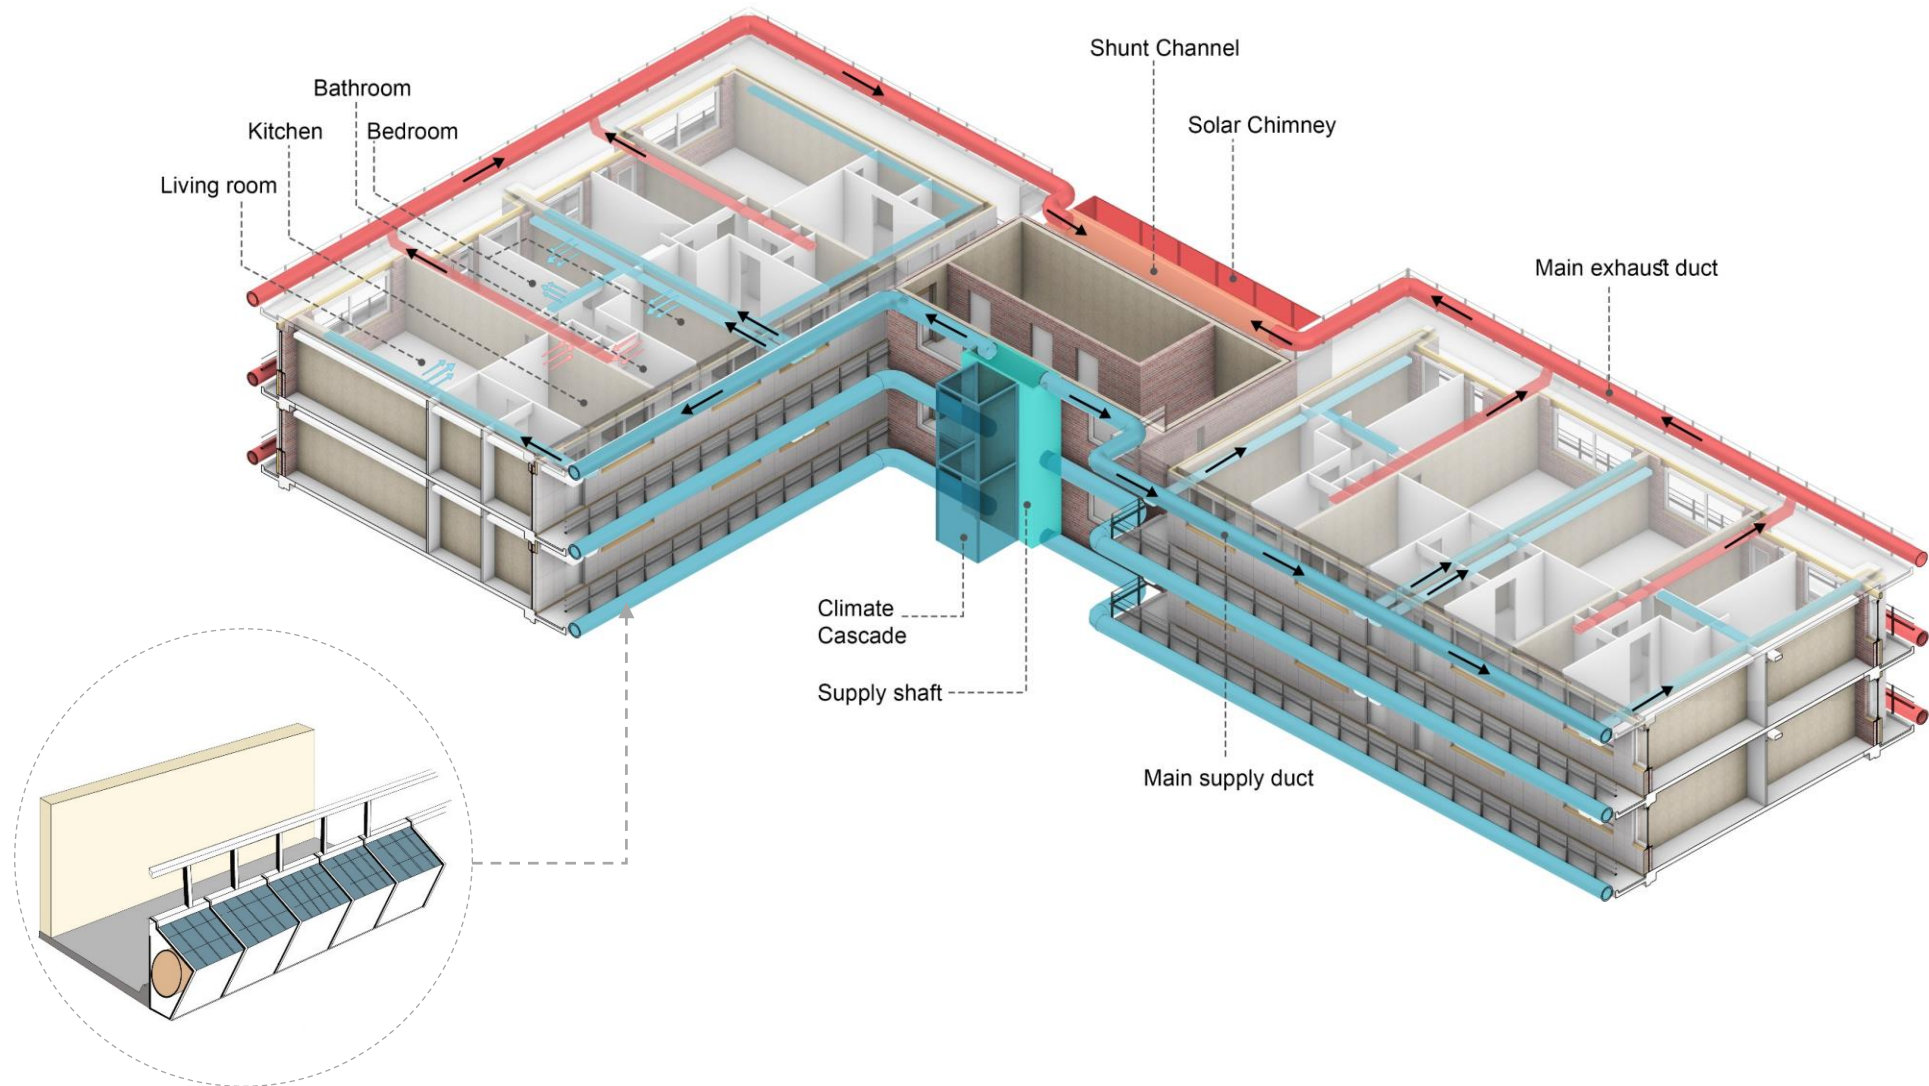 Shunt Channel
Solar Chimney
Bathroom
Kitchen
Bedroom
Living room
Main exhaust duct
Climate
Cascade
Supply shaft
Main supply duct